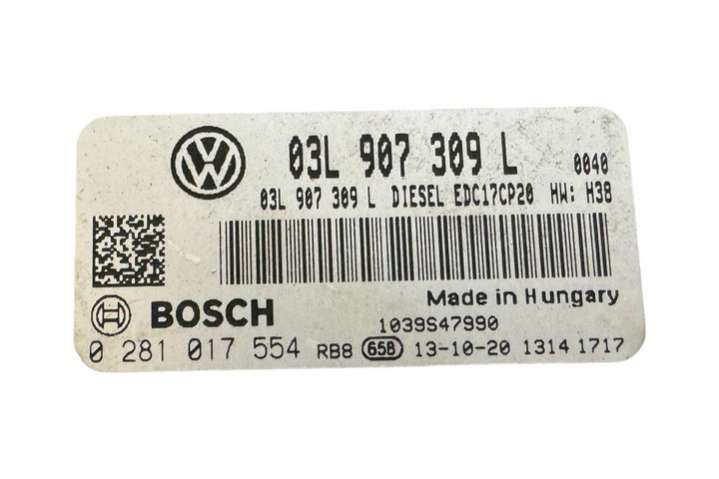 03L 907 309 L 0040
03L 907 309 L DIESEL EDC17CP20 HW: H38
Made in Hungary
BOSCH 1039S47990
0 281 017 554 RB8 658 13-10-20 1314 1717